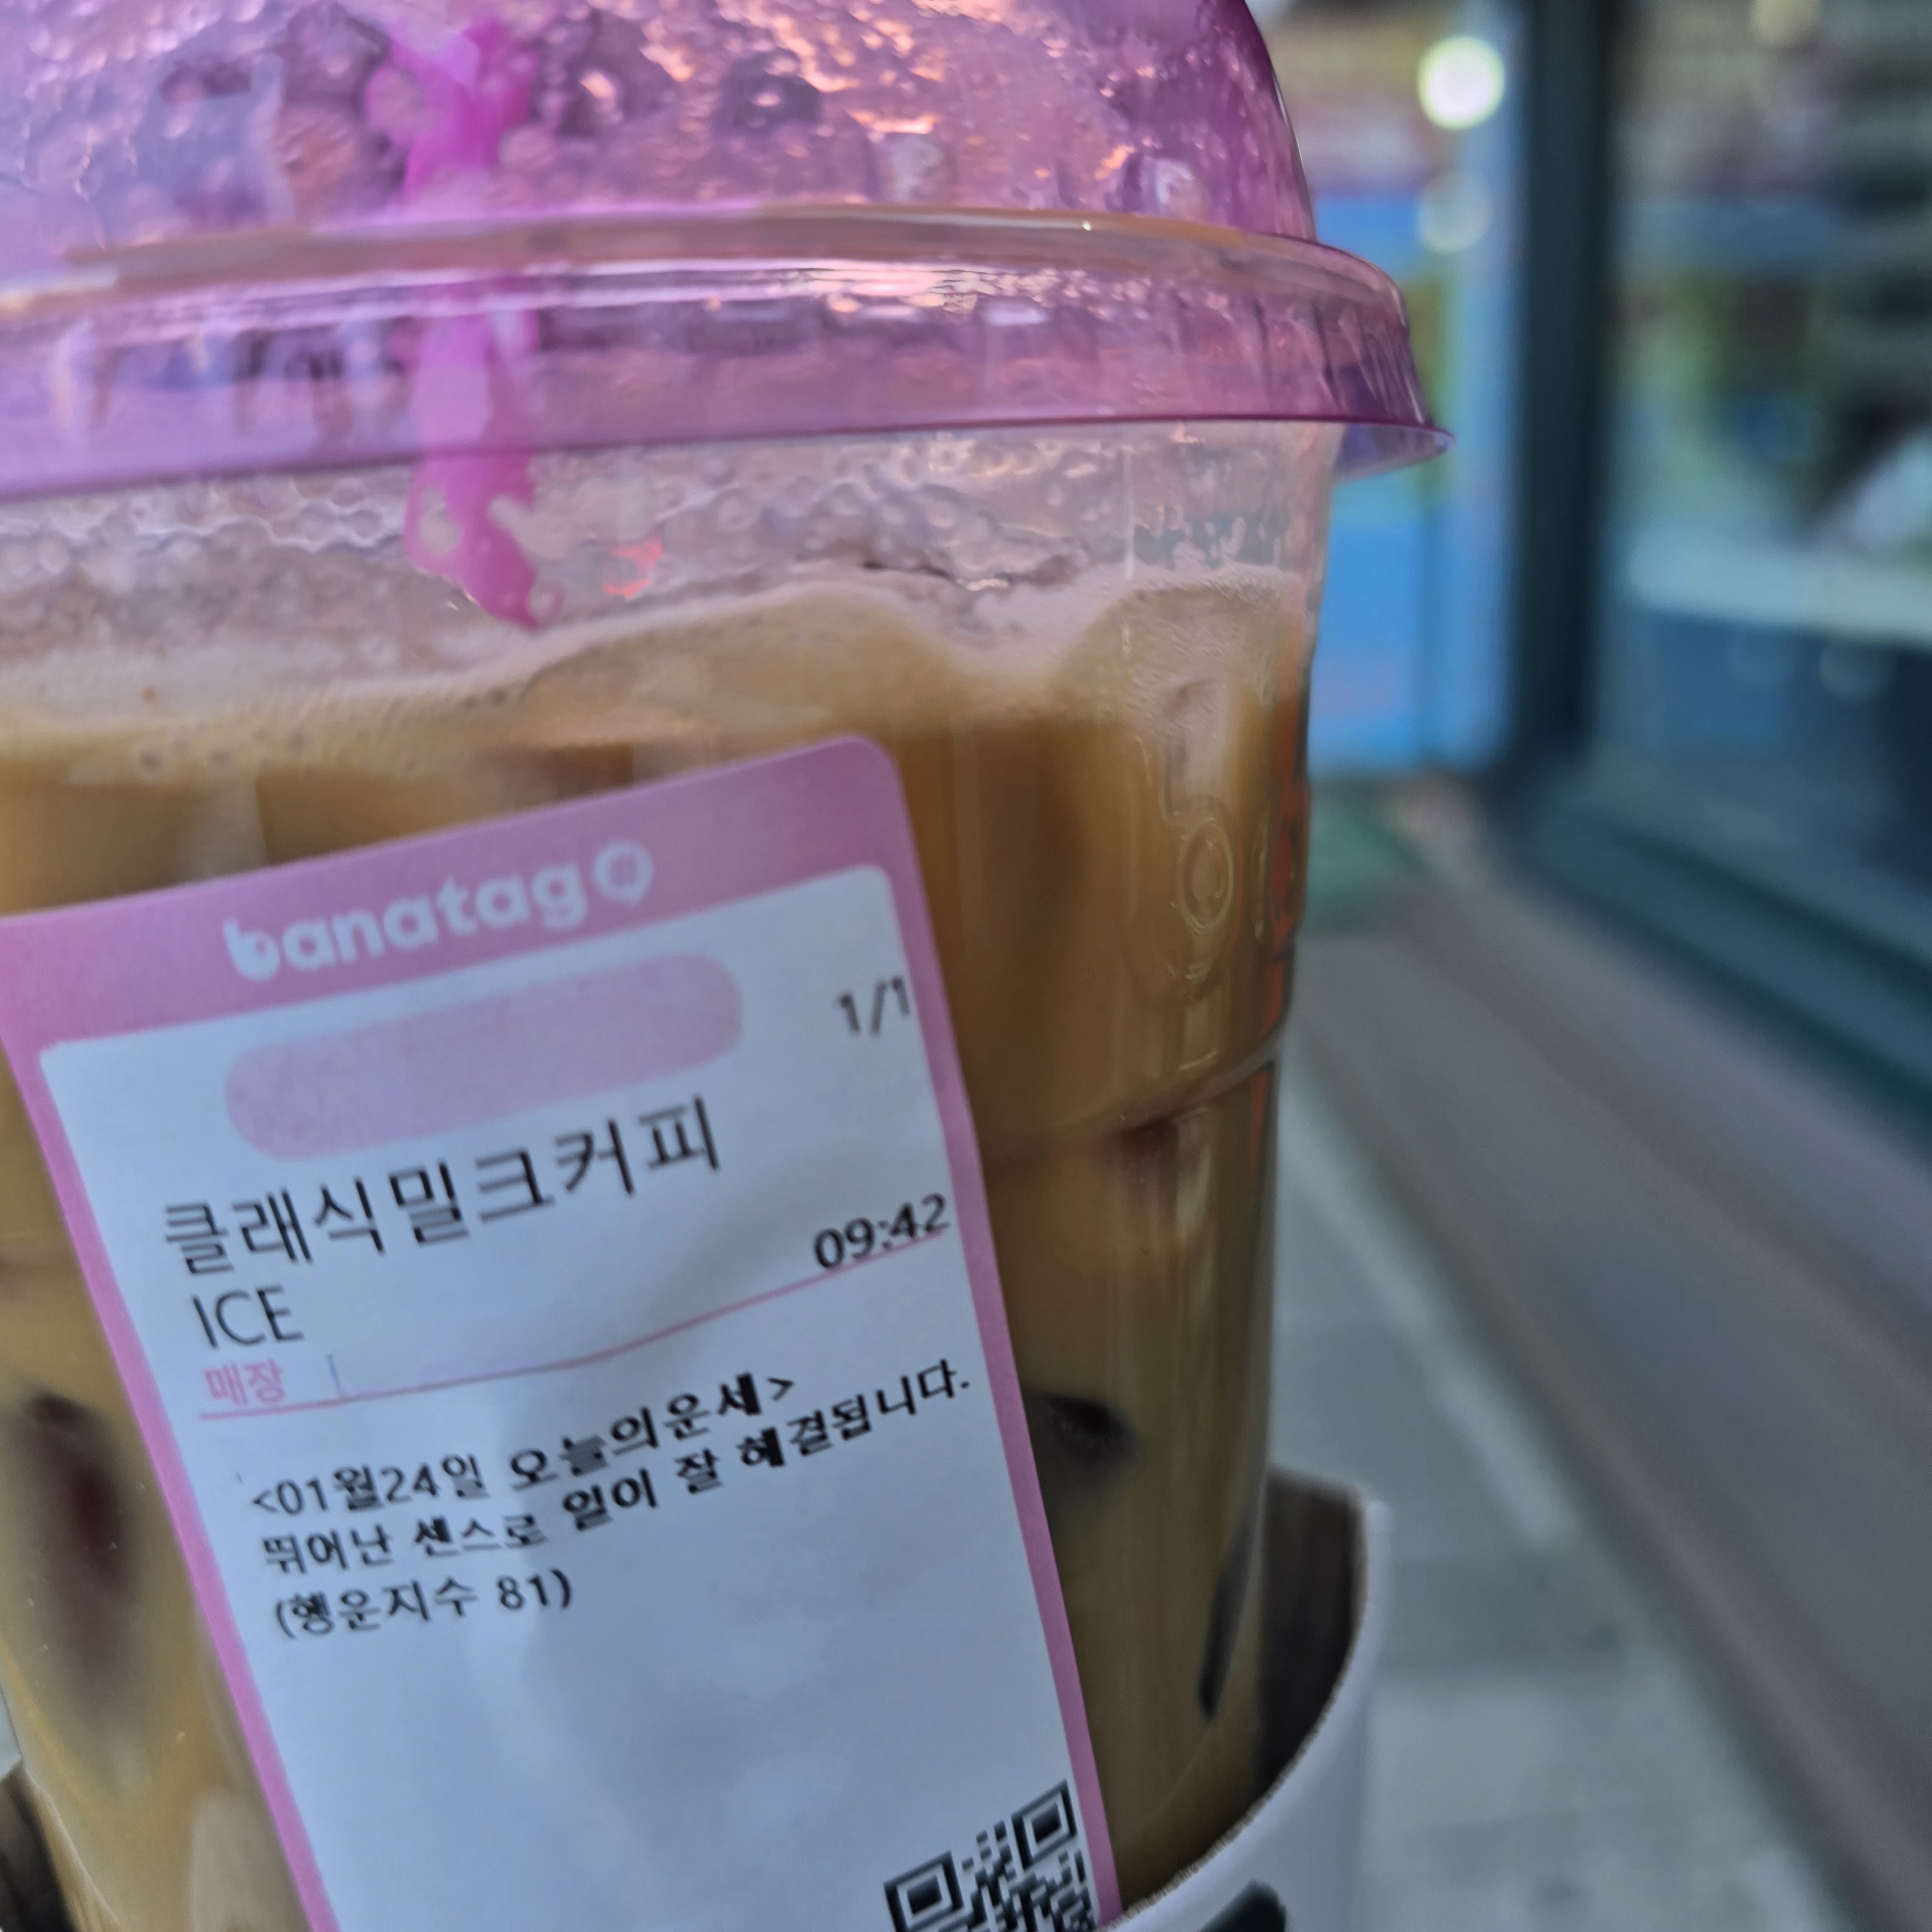 banatag
1/1
클래식밀크커피
09:42
ICE
매장
<01월24일 오늘의운세>
뛰어난 센스로 일이 잘 해결됩니다.
(행운지수 81)